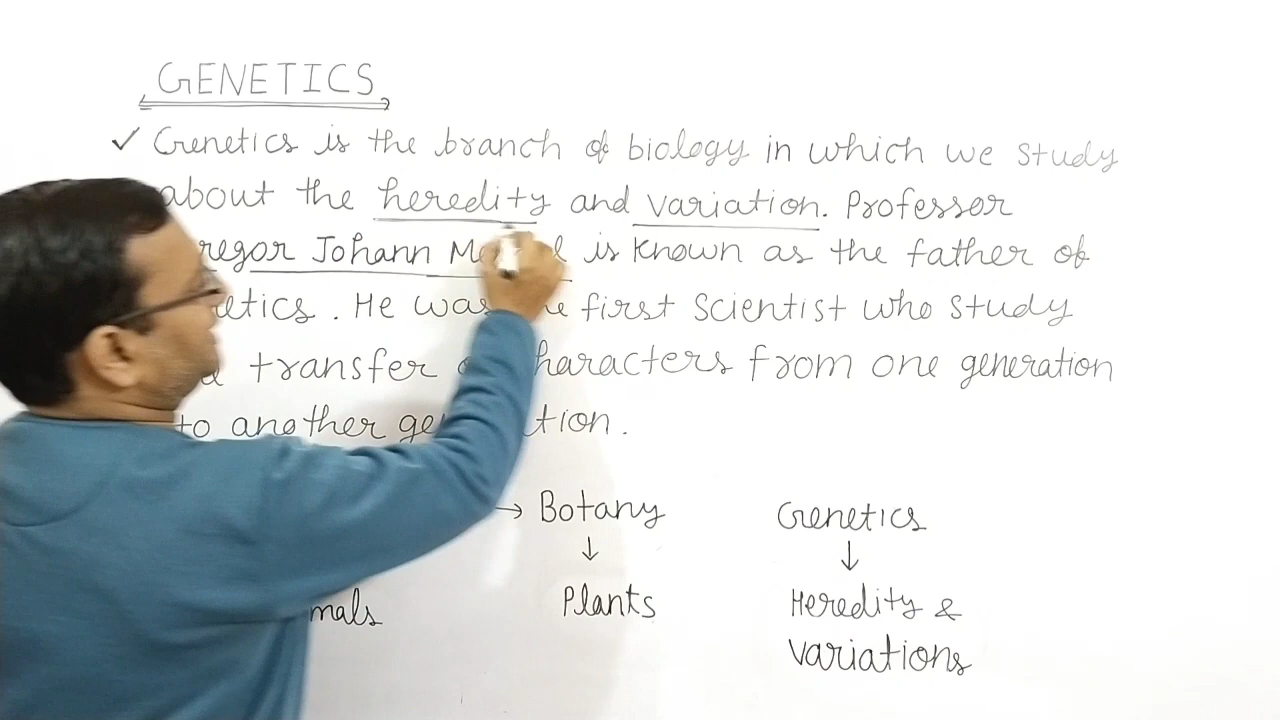 GENETICS
✓ Genetics is the branch of biology in which we study
about the heredity and variation. Professor
Johann is known as the father of
. He was first Scientist who study
transfer characters from one generation
to another generation.
→ Botany Genetics
↓ ↓
Plants Heredity &
variations